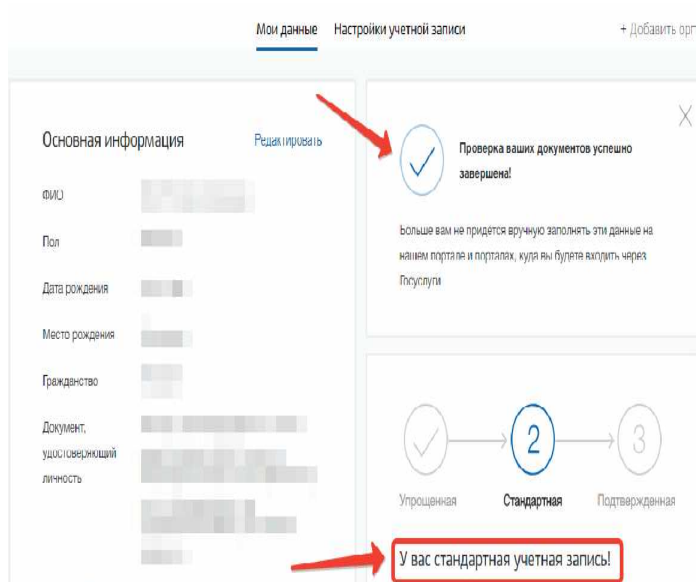 Мои данные Настройки учетной записи + Добавить орг
Основная информация Редактировать
ФИО
Пол
Дата рождения
Место рождения
Гражданство
Документ,
удостоверяющий
личность
Проверка ваших документов успешно
завершена!
Больше вам не придется вручную заполнять эти данные на
нашем портале и порталах, куда вы будете входить через
Госуслуги
2 3
Упрощенная Стандартная Подтвержденная
У вас стандартная учетная запись!